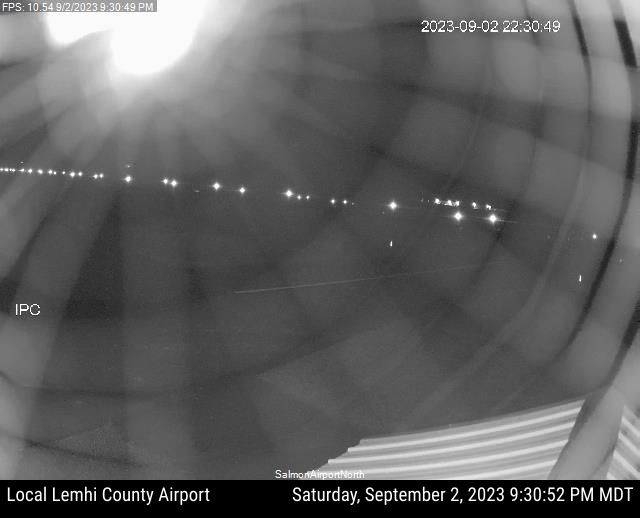 FPS: 10.54 9/2/2023 9:30:49 PM
2023-09-02 22:30:49
IPC
SalmonAirportNorth
Local Lemhi County Airport Saturday, September 2, 2023 9:30:52 PM MDT